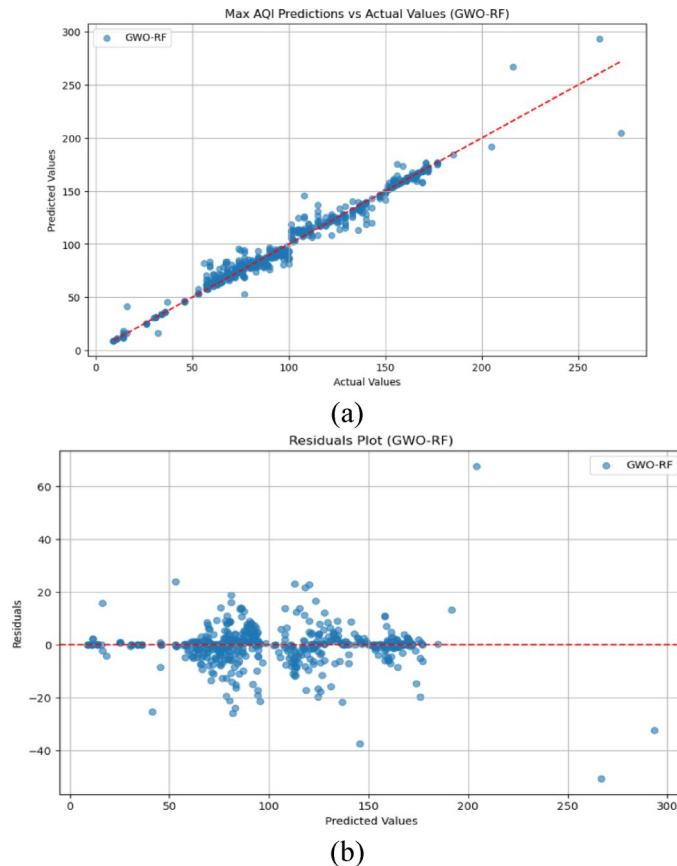 Max AQI Predictions vs Actual Values (GWO-RF)
300
GWO-RF
250
200
Predicted Values
150
100
50
0
0 50 100 150 200 250
Actual Values
(a)
Residuals Plot (GWO-RF)
GWO-RF
60
40
20
Residuals
0
−20
−40
0 50 100 150 200 250 300
Predicted Values
(b)